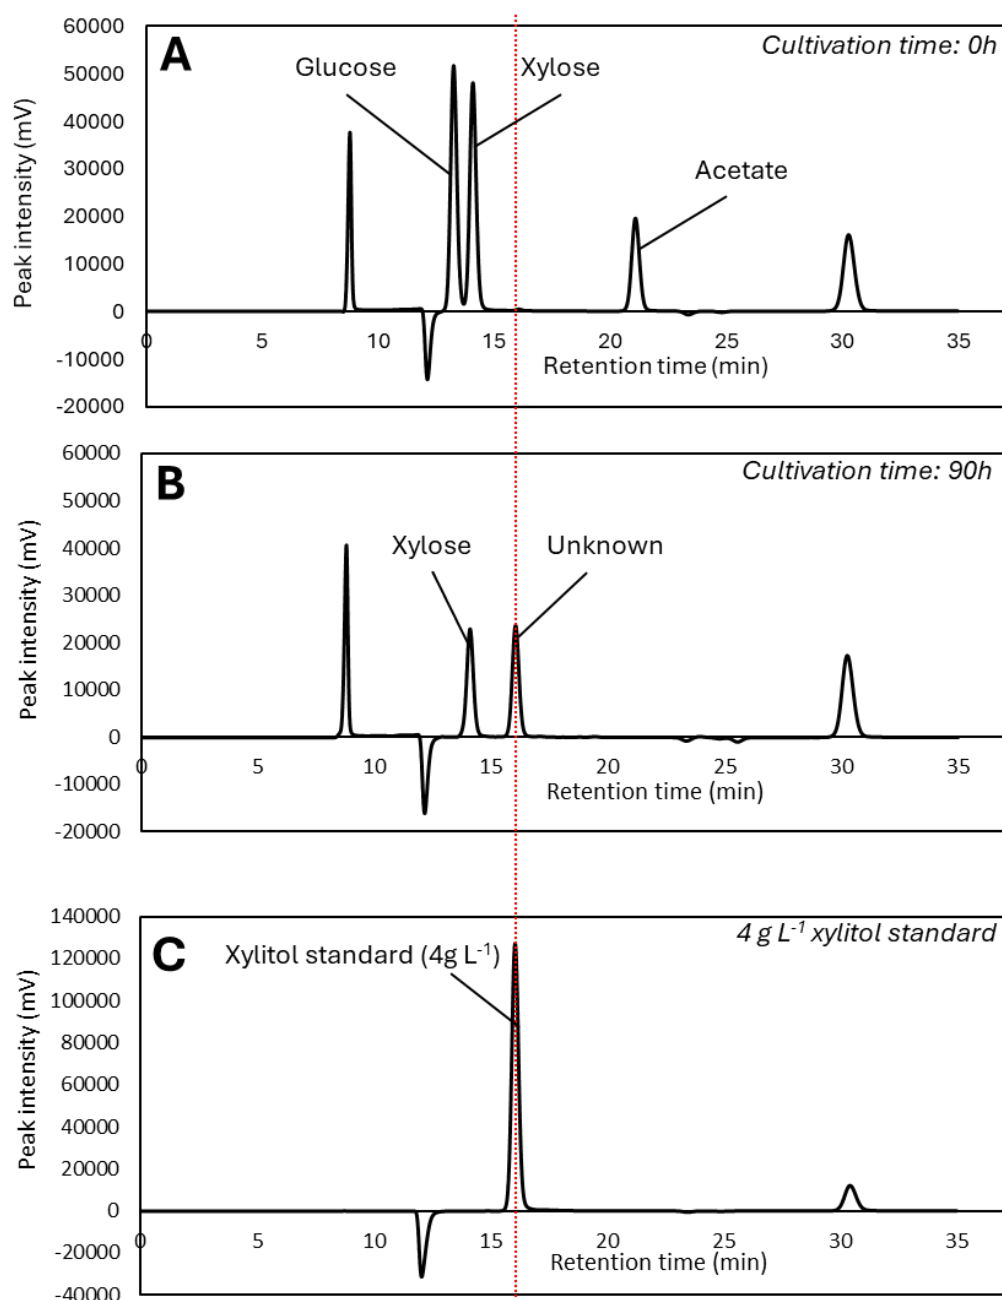 A
Cultivation time: 0h
Glucose
Xylose
Acetate
Peak intensity (mV)
60000
50000
40000
30000
20000
10000
0
-10000
-20000
0 5 10 15 20 25 30 35
Retention time (min)
B
Cultivation time: 90h
Xylose
Unknown
Peak intensity (mV)
60000
50000
40000
30000
20000
10000
0
-10000
-20000
0 5 10 15 20 25 30 35
Retention time (min)
C
4 g L⁻¹ xylitol standard
Xylitol standard (4g L⁻¹)
Peak intensity (mV)
140000
120000
100000
80000
60000
40000
20000
0
-20000
-40000
0 5 10 15 20 25 30 35
Retention time (min)